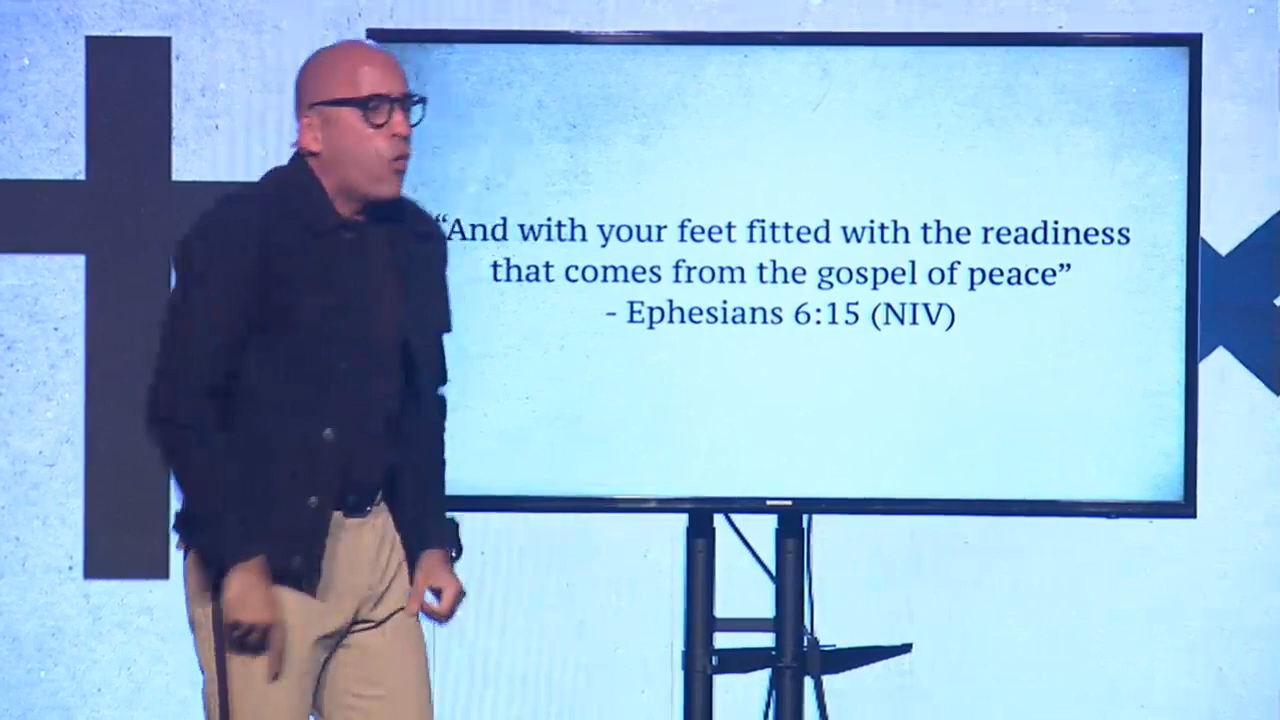 “And with your feet fitted with the readiness
that comes from the gospel of peace”
- Ephesians 6:15 (NIV)